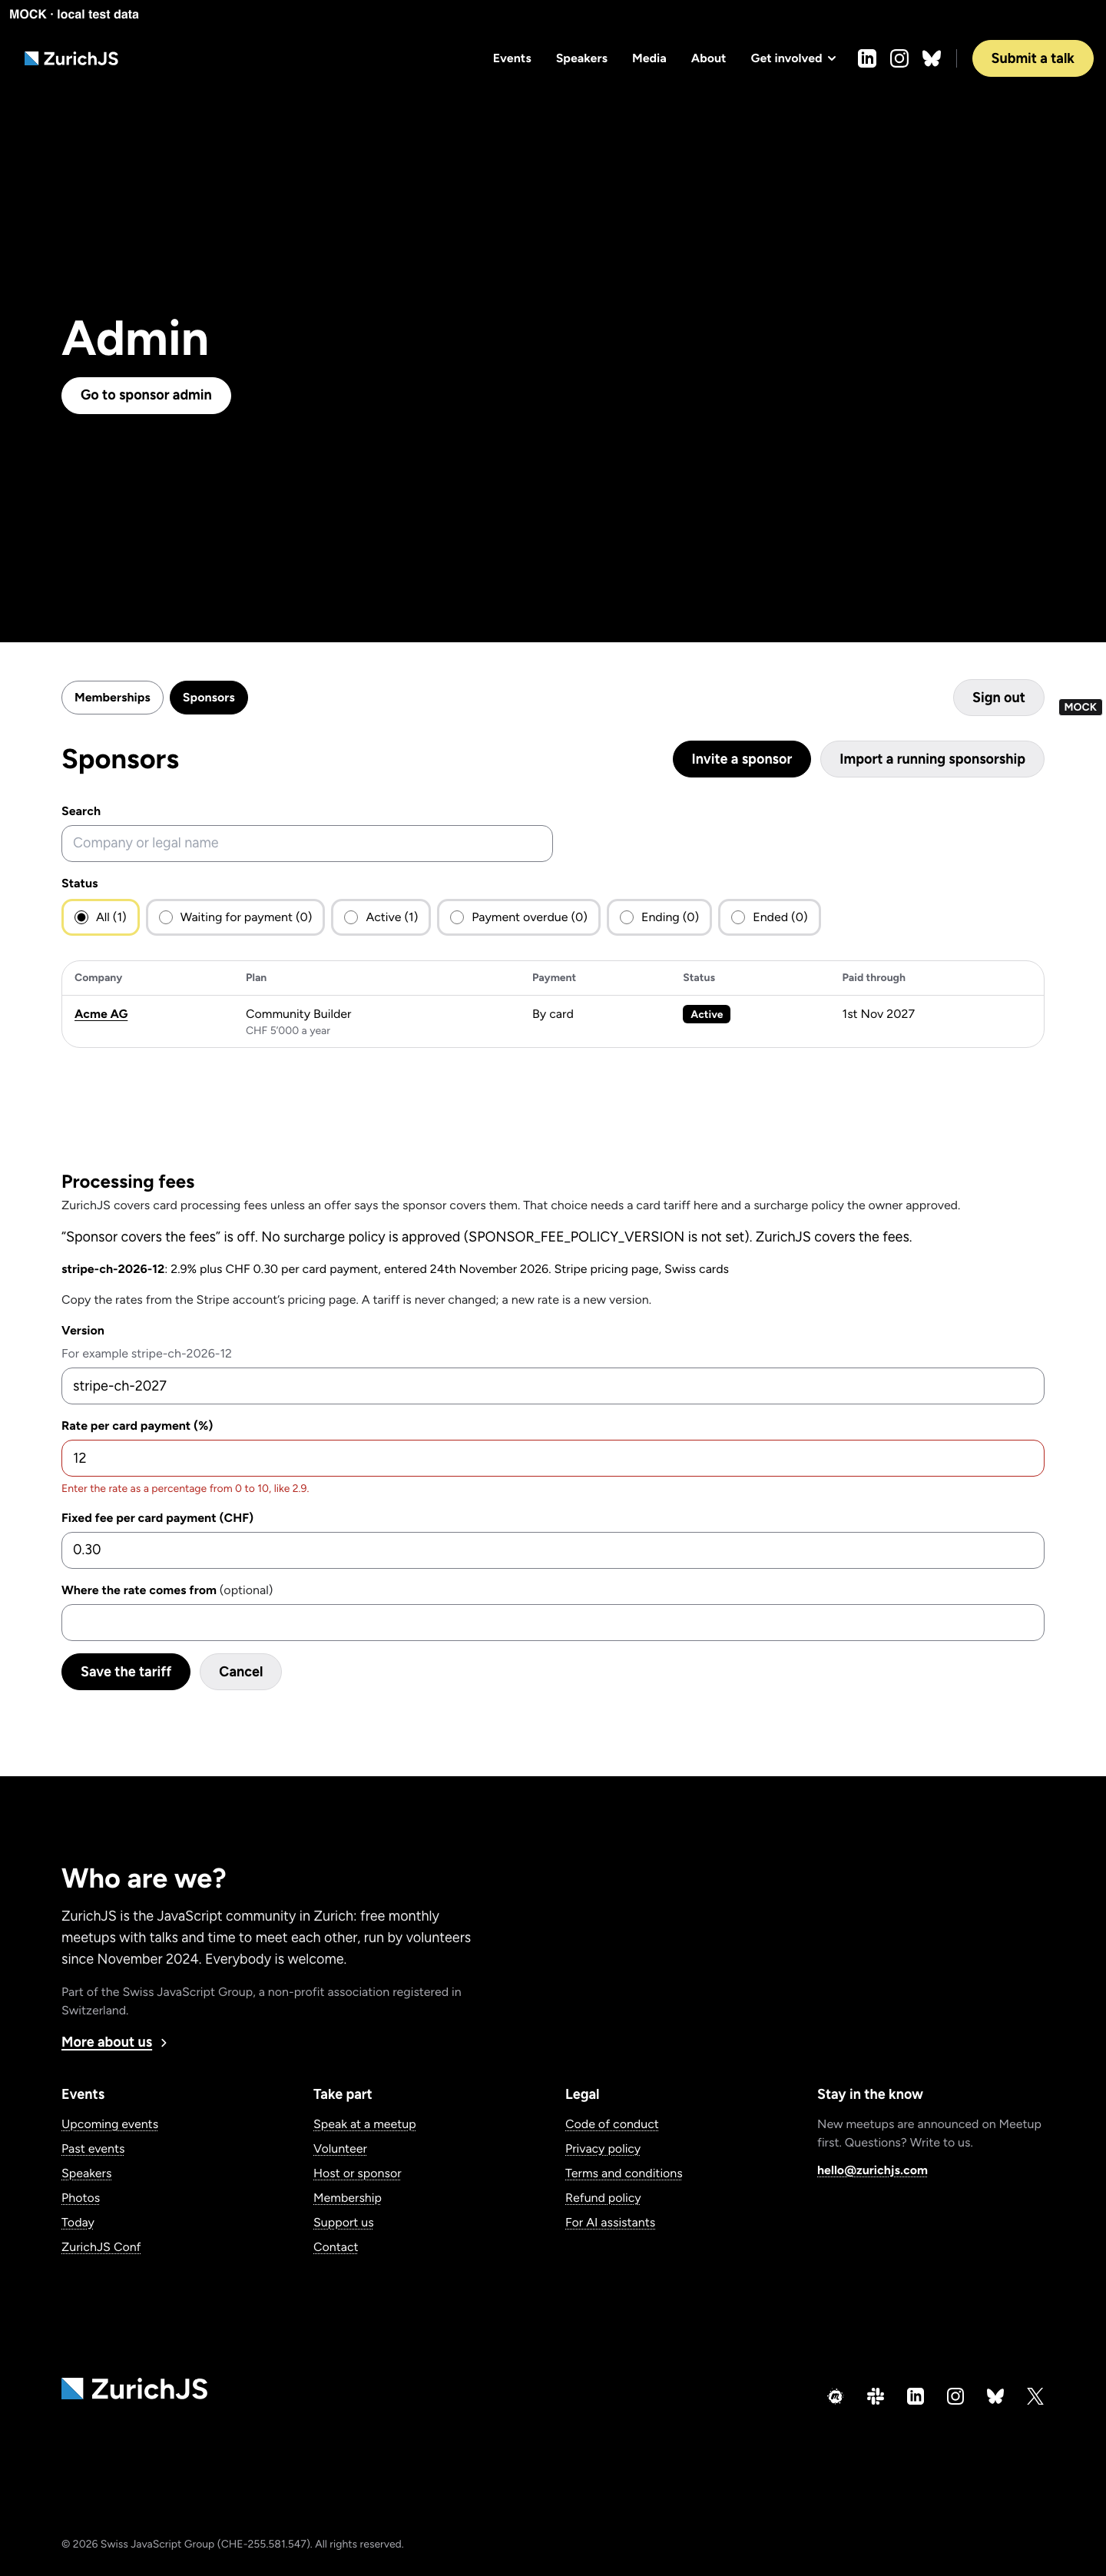 MOCK · local test data
ZurichJS
Events
Speakers
Media
About
Get involved
Submit a talk
Admin
Go to sponsor admin
Memberships
Sponsors
Sign out
MOCK
Sponsors
Invite a sponsor
Import a running sponsorship
Search
Company or legal name
Status
All (1)
Waiting for payment (0)
Active (1)
Payment overdue (0)
Ending (0)
Ended (0)
Company Plan Payment Status Paid through
Acme AG Community Builder By card Active 1st Nov 2027
CHF 5'000 a year
Processing fees
ZurichJS covers card processing fees unless an offer says the sponsor covers them. That choice needs a card tariff here and a surcharge policy the owner approved.
“Sponsor covers the fees” is off. No surcharge policy is approved (SPONSOR_FEE_POLICY_VERSION is not set). ZurichJS covers the fees.
stripe-ch-2026-12: 2.9% plus CHF 0.30 per card payment, entered 24th November 2026. Stripe pricing page, Swiss cards
Copy the rates from the Stripe account’s pricing page. A tariff is never changed; a new rate is a new version.
Version
For example stripe-ch-2026-12
stripe-ch-2027
Rate per card payment (%)
12
Enter the rate as a percentage from 0 to 10, like 2.9.
Fixed fee per card payment (CHF)
0.30
Where the rate comes from (optional)
Save the tariff
Cancel
Who are we?
ZurichJS is the JavaScript community in Zurich: free monthly
meetups with talks and time to meet each other, run by volunteers
since November 2024. Everybody is welcome.
Part of the Swiss JavaScript Group, a non-profit association registered in
Switzerland.
More about us
Events
Upcoming events
Past events
Speakers
Photos
Today
ZurichJS Conf
Take part
Speak at a meetup
Volunteer
Host or sponsor
Membership
Support us
Contact
Legal
Code of conduct
Privacy policy
Terms and conditions
Refund policy
For AI assistants
Stay in the know
New meetups are announced on Meetup
first. Questions? Write to us.
hello@zurichjs.com
ZurichJS
© 2026 Swiss JavaScript Group (CHE-255.581.547). All rights reserved.